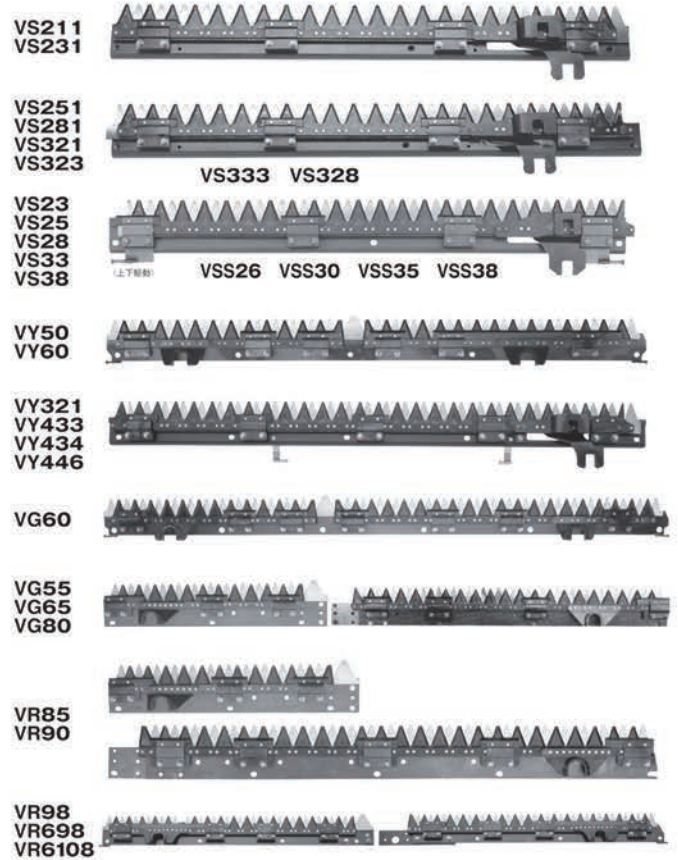 VS211
VS231
VS251
VS281
VS321
VS323
VS333 VS328
VS23
VS25
VS28
VS33
VS38
(上下駆動)
VSS26 VSS30 VSS35 VSS38
VY50
VY60
VY321
VY433
VY434
VY446
VG60
VG55
VG65
VG80
VR85
VR90
VR98
VR698
VR6108